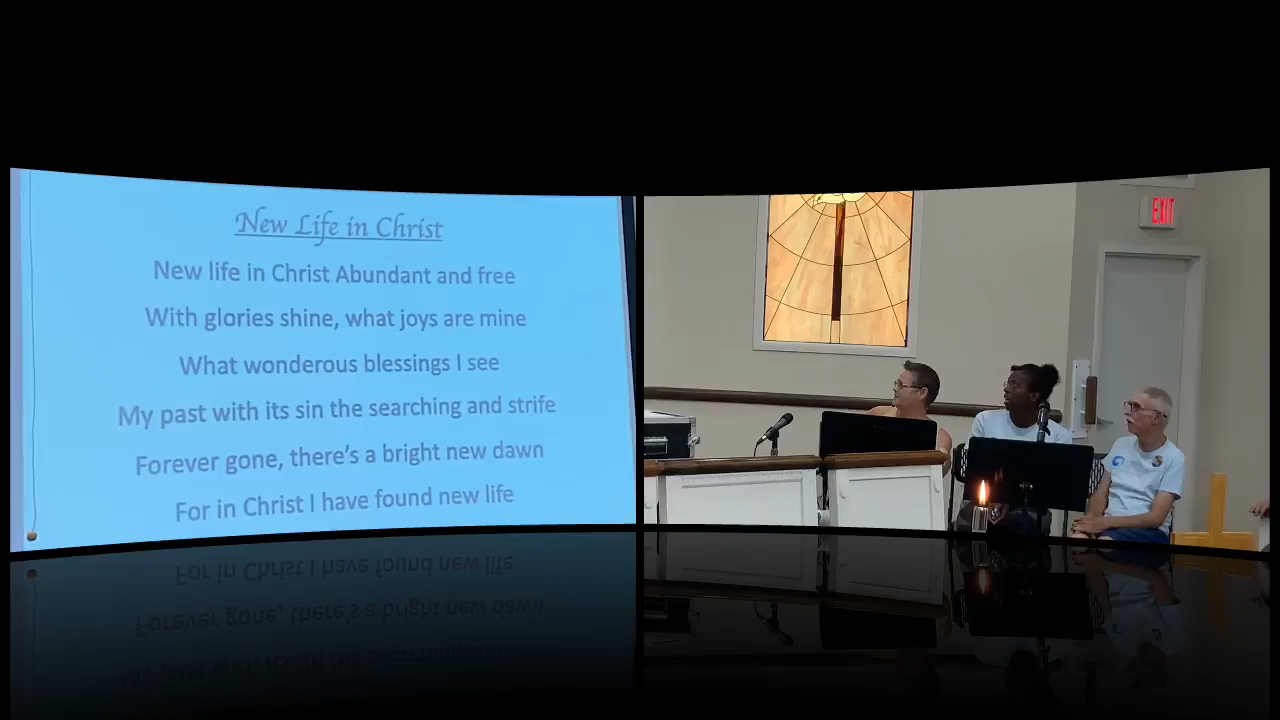 New Life in Christ
New life in Christ Abundant and free
With glories shine, what joys are mine
What wonderous blessings I see
My past with its sin the searching and strife
Forever gone, there's a bright new dawn
For in Christ I have found new life
EXIT